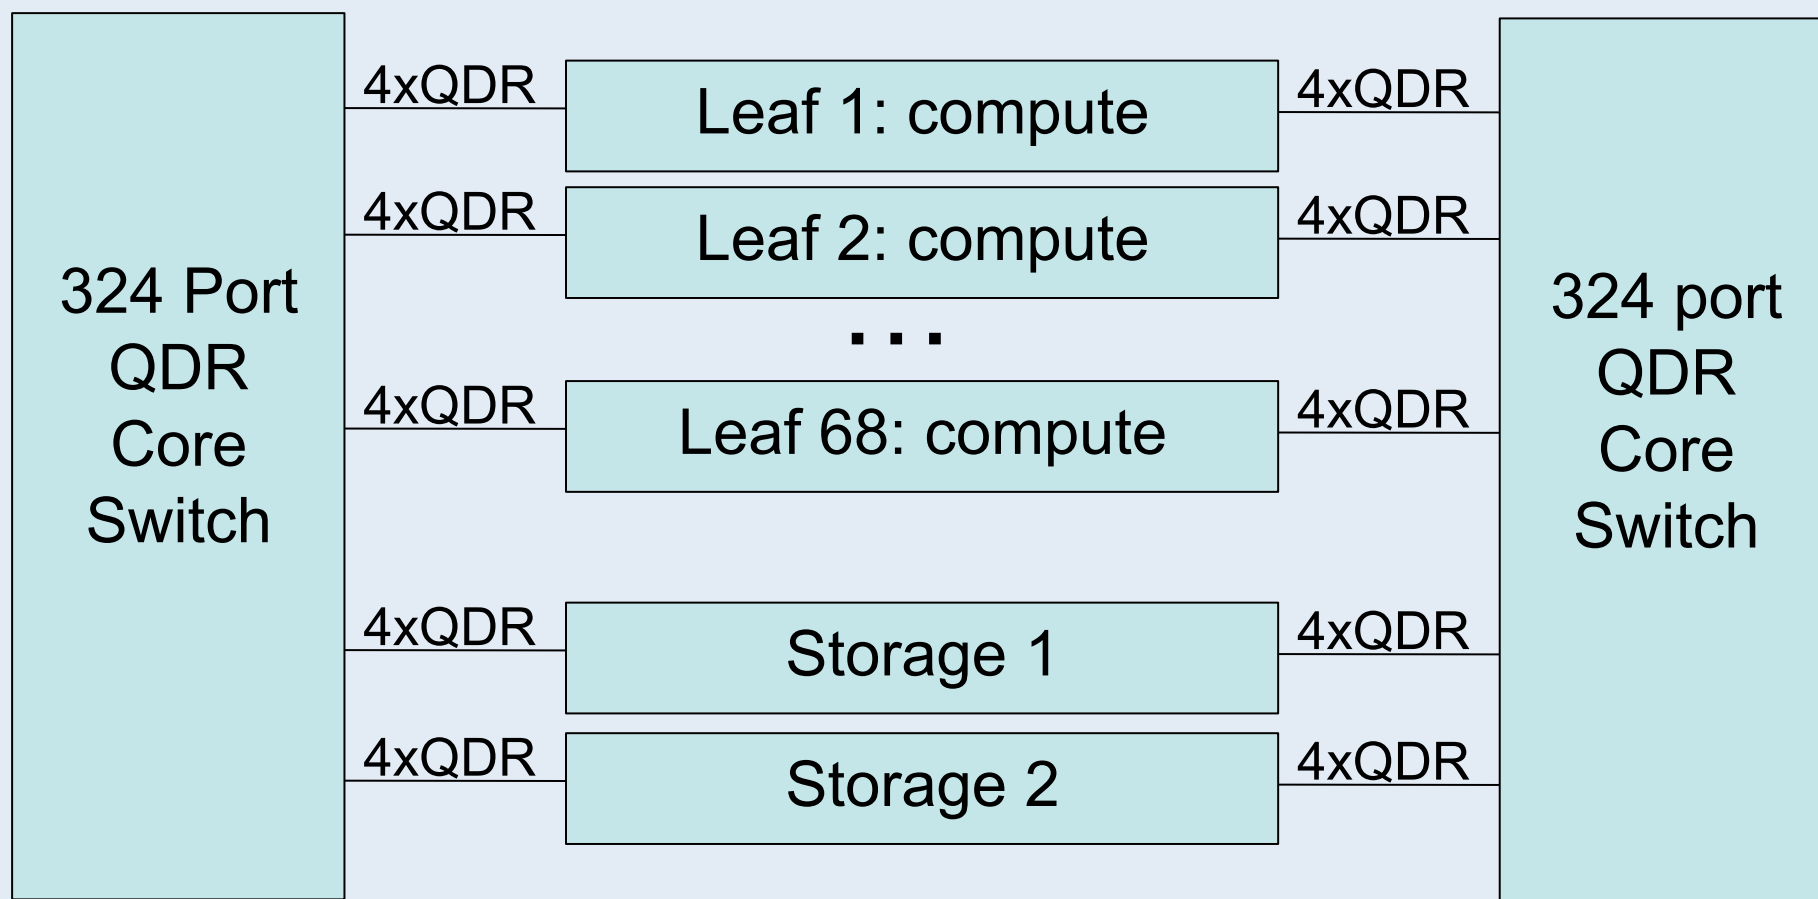 324 Port
QDR
Core
Switch
4xQDR
Leaf 1: compute
4xQDR
4xQDR
Leaf 2: compute
4xQDR
...
4xQDR
Leaf 68: compute
4xQDR
4xQDR
Storage 1
4xQDR
4xQDR
Storage 2
4xQDR
324 port
QDR
Core
Switch